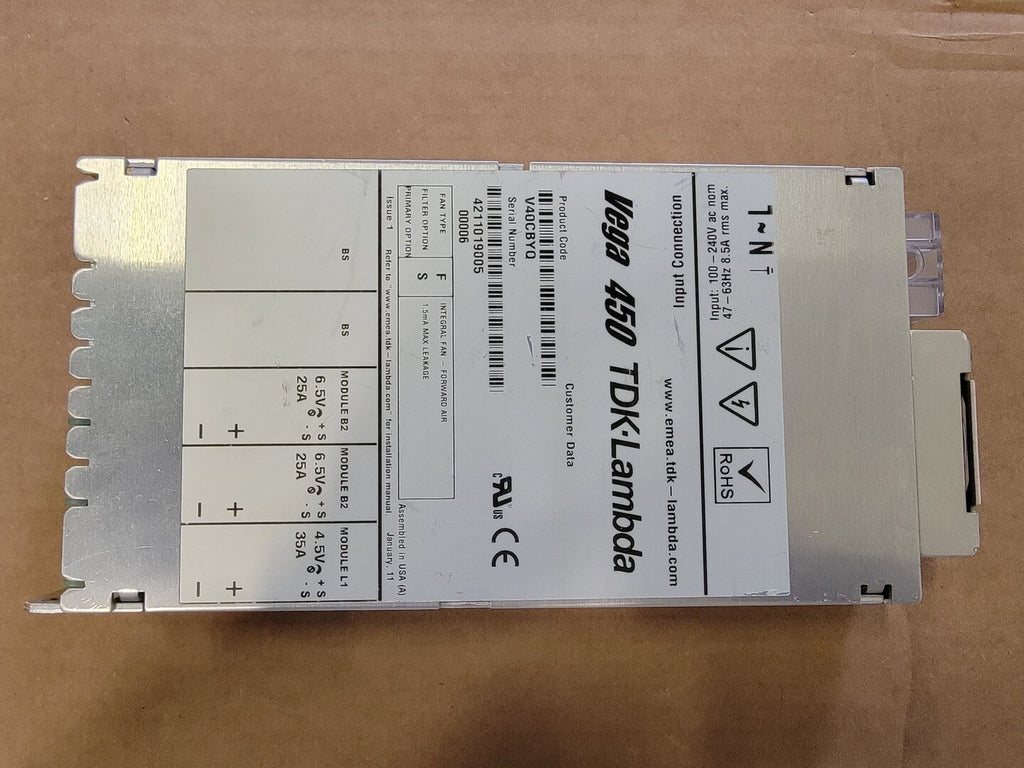 L ~ N ⏚
Input: 100-240V ac nom
47-63Hz 8.5A rms max.
RoHS
Input Connection
www.emea.tdk-lambda.com
Vega 450 TDK-Lambda
Product Code
V40CBYQ
Customer Data
Serial Number
42111019005
00006
c RU us CE
FAN TYPE F INTEGRAL FAN - FORWARD AIR
FILTER OPTION S 1.5mA MAX LEAKAGE
PRIMARY OPTION
Assembled in USA (A)
Issue 1 Refer to "www.emea.tdk-lambda.com" for installation manual. January, 11
BS
BS
MODULE B2
6.5V + S
25A - S
+
−
MODULE B2
6.5V + S
25A - S
+
−
MODULE L1
4.5V + S
35A - S
+
−